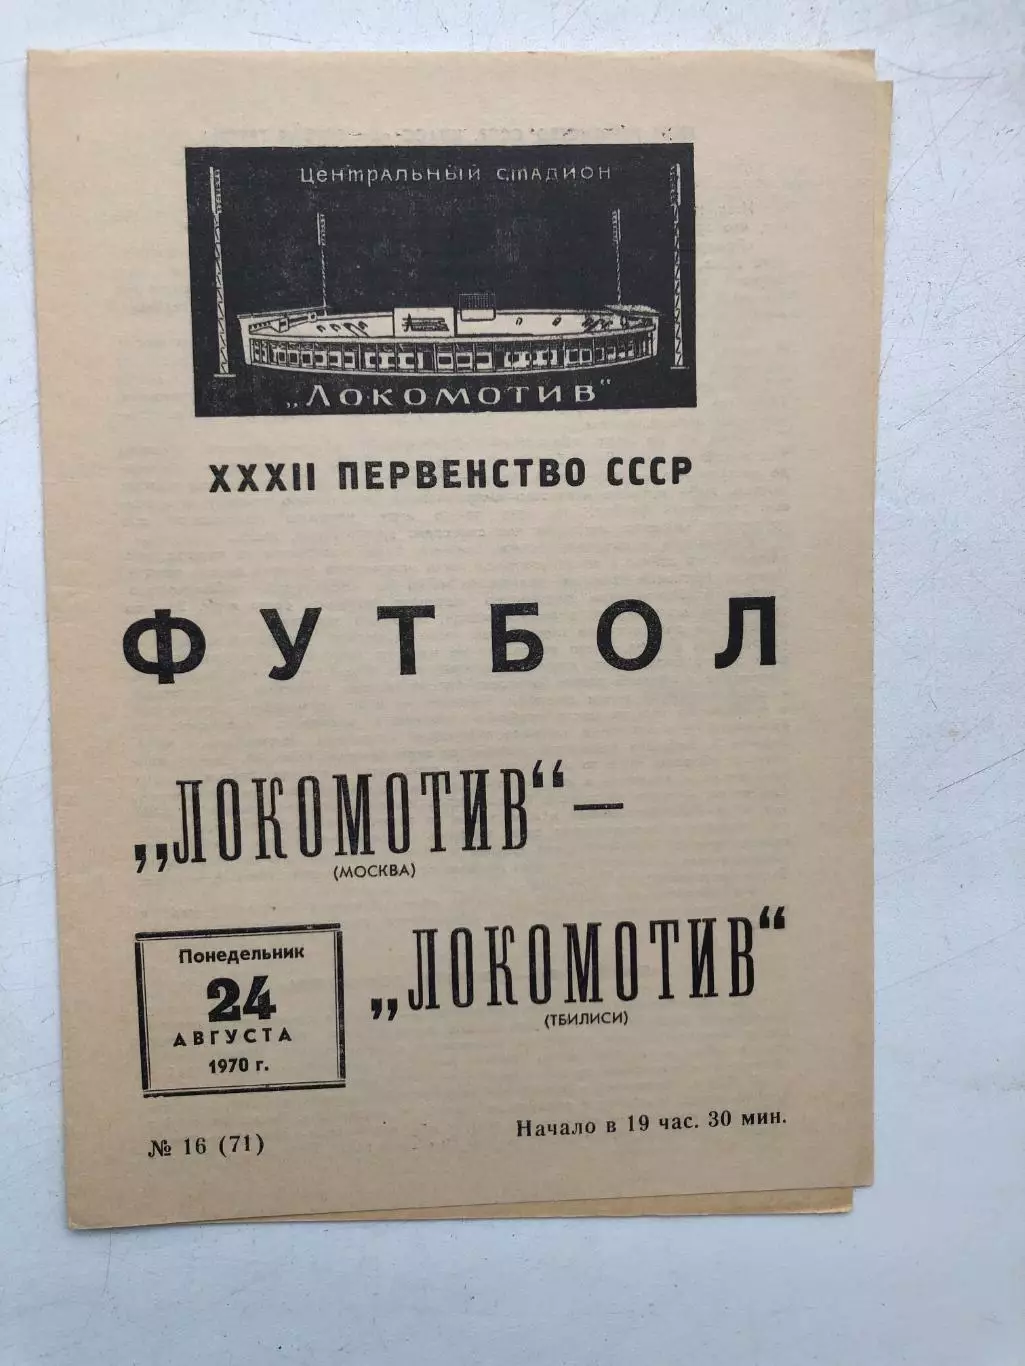 Центральный стадион
„Локомотив"
XXXII ПЕРВЕНСТВО СССР
ФУТБОЛ
„ЛОКОМОТИВ“ —
(МОСКВА)
„ЛОКОМОТИВ“
(ТБИЛИСИ)
Понедельник
24
АВГУСТА
1970 г.
№ 16 (71)
Начало в 19 час. 30 мин.